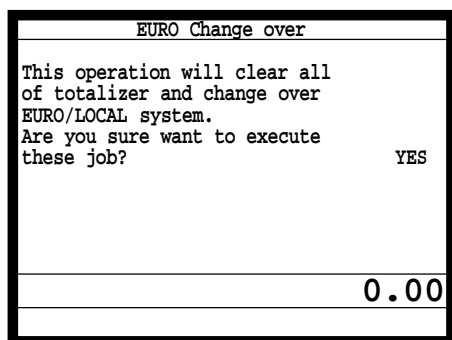 EURO Change over
This operation will clear all
of totalizer and change over
EURO/LOCAL system.
Are you sure want to execute
these job? YES
0.00